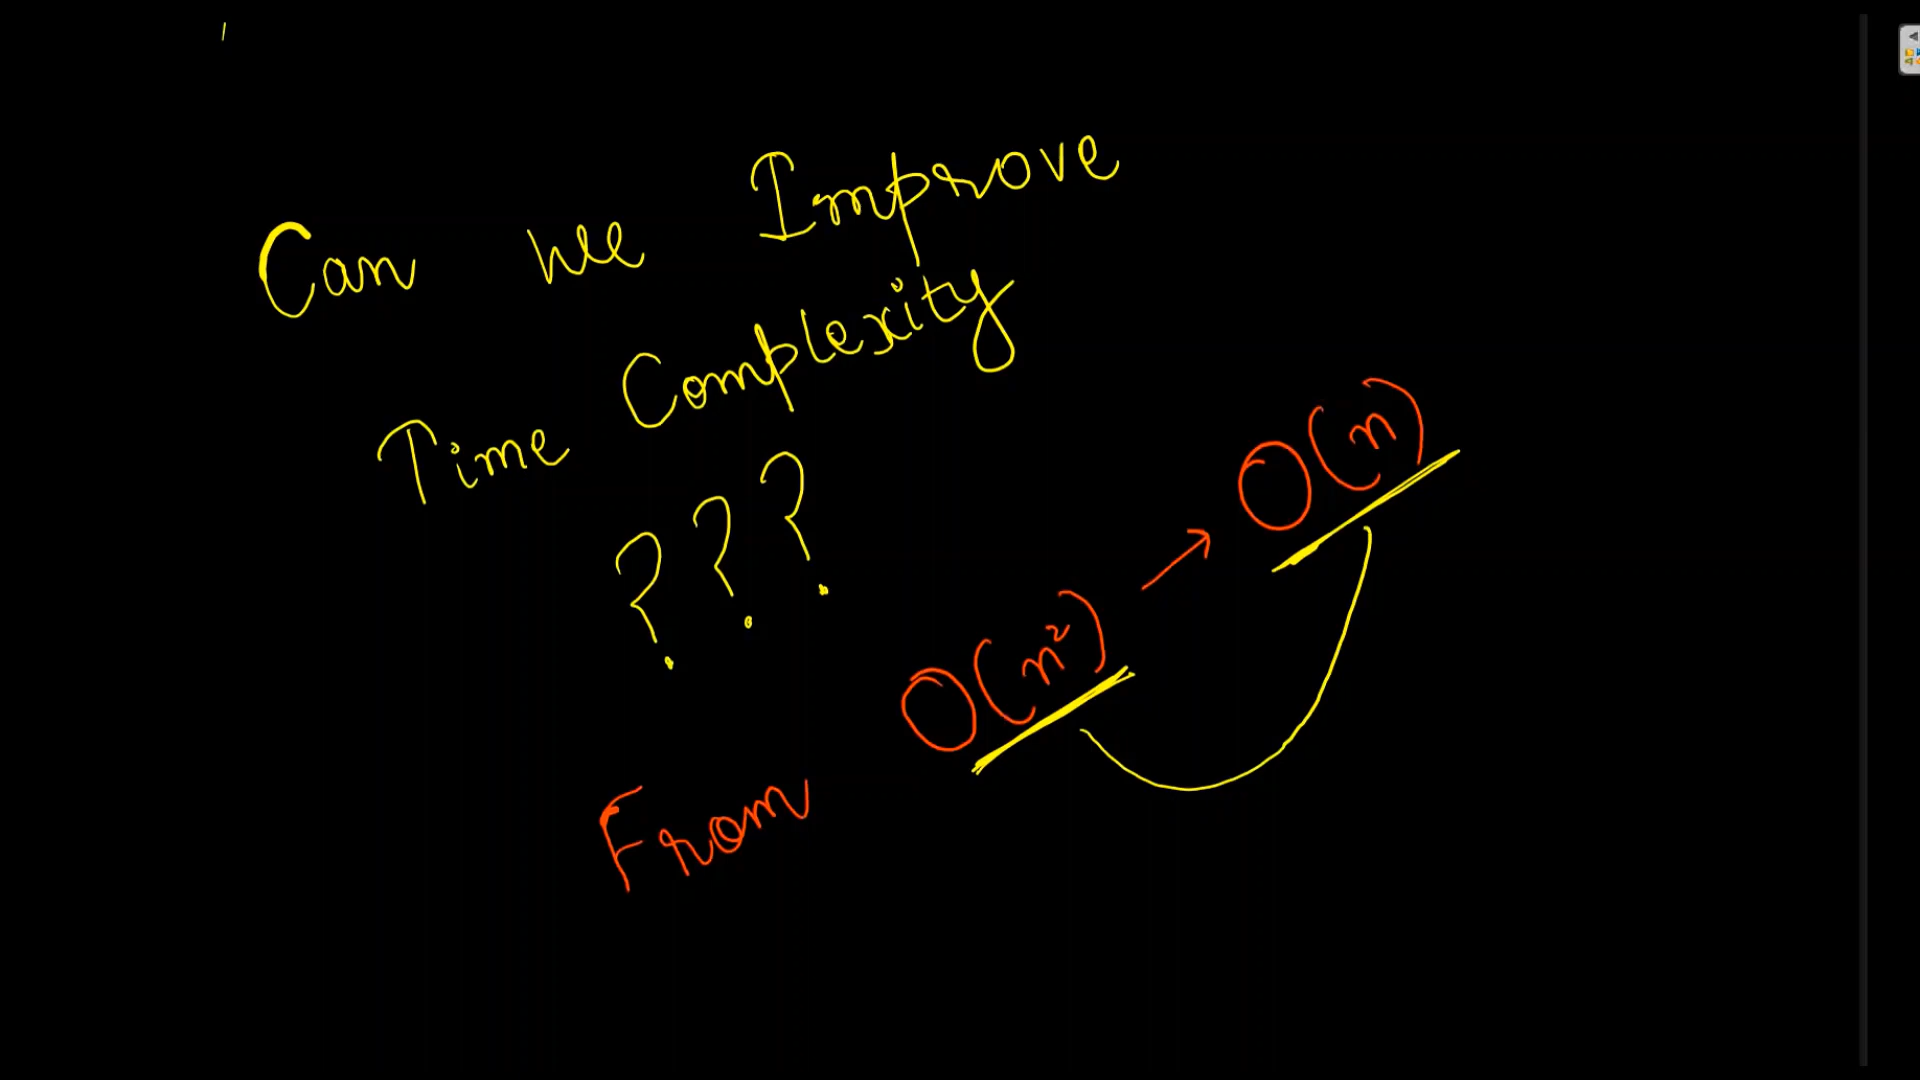 Can we Improve
Time Complexity
???
From O(n²) → O(n)